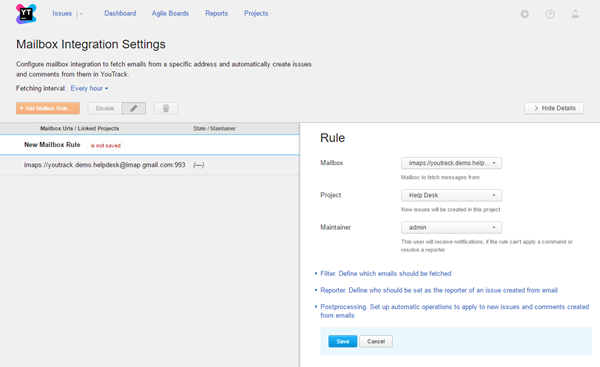 YT
Issues
Dashboard
Agile Boards
Reports
Projects
Mailbox Integration Settings
Configure mailbox integration to fetch emails from a specific address and automatically create issues
and comments from them in YouTrack.
Fetching interval: Every hour
+ Add Mailbox Rule...
Disable
> Hide Details
Mailbox Urls / Linked Projects
State / Maintainer
New Mailbox Rule is not saved
imaps://youtrack.demo.helpdesk@imap.gmail.com:993 (—)
Rule
Mailbox
imaps://youtrack.demo.help...
Mailbox to fetch messages from
Project
Help Desk
New issues will be created in this project
Maintainer
admin
This user will receive notifications, if the rule can't apply a command or
resolve a reporter
Filter. Define which emails should be fetched
Reporter. Define who should be set as the reporter of an issue created from email
Postprocessing. Set up automatic operations to apply to new issues and comments created
from emails
Save
Cancel